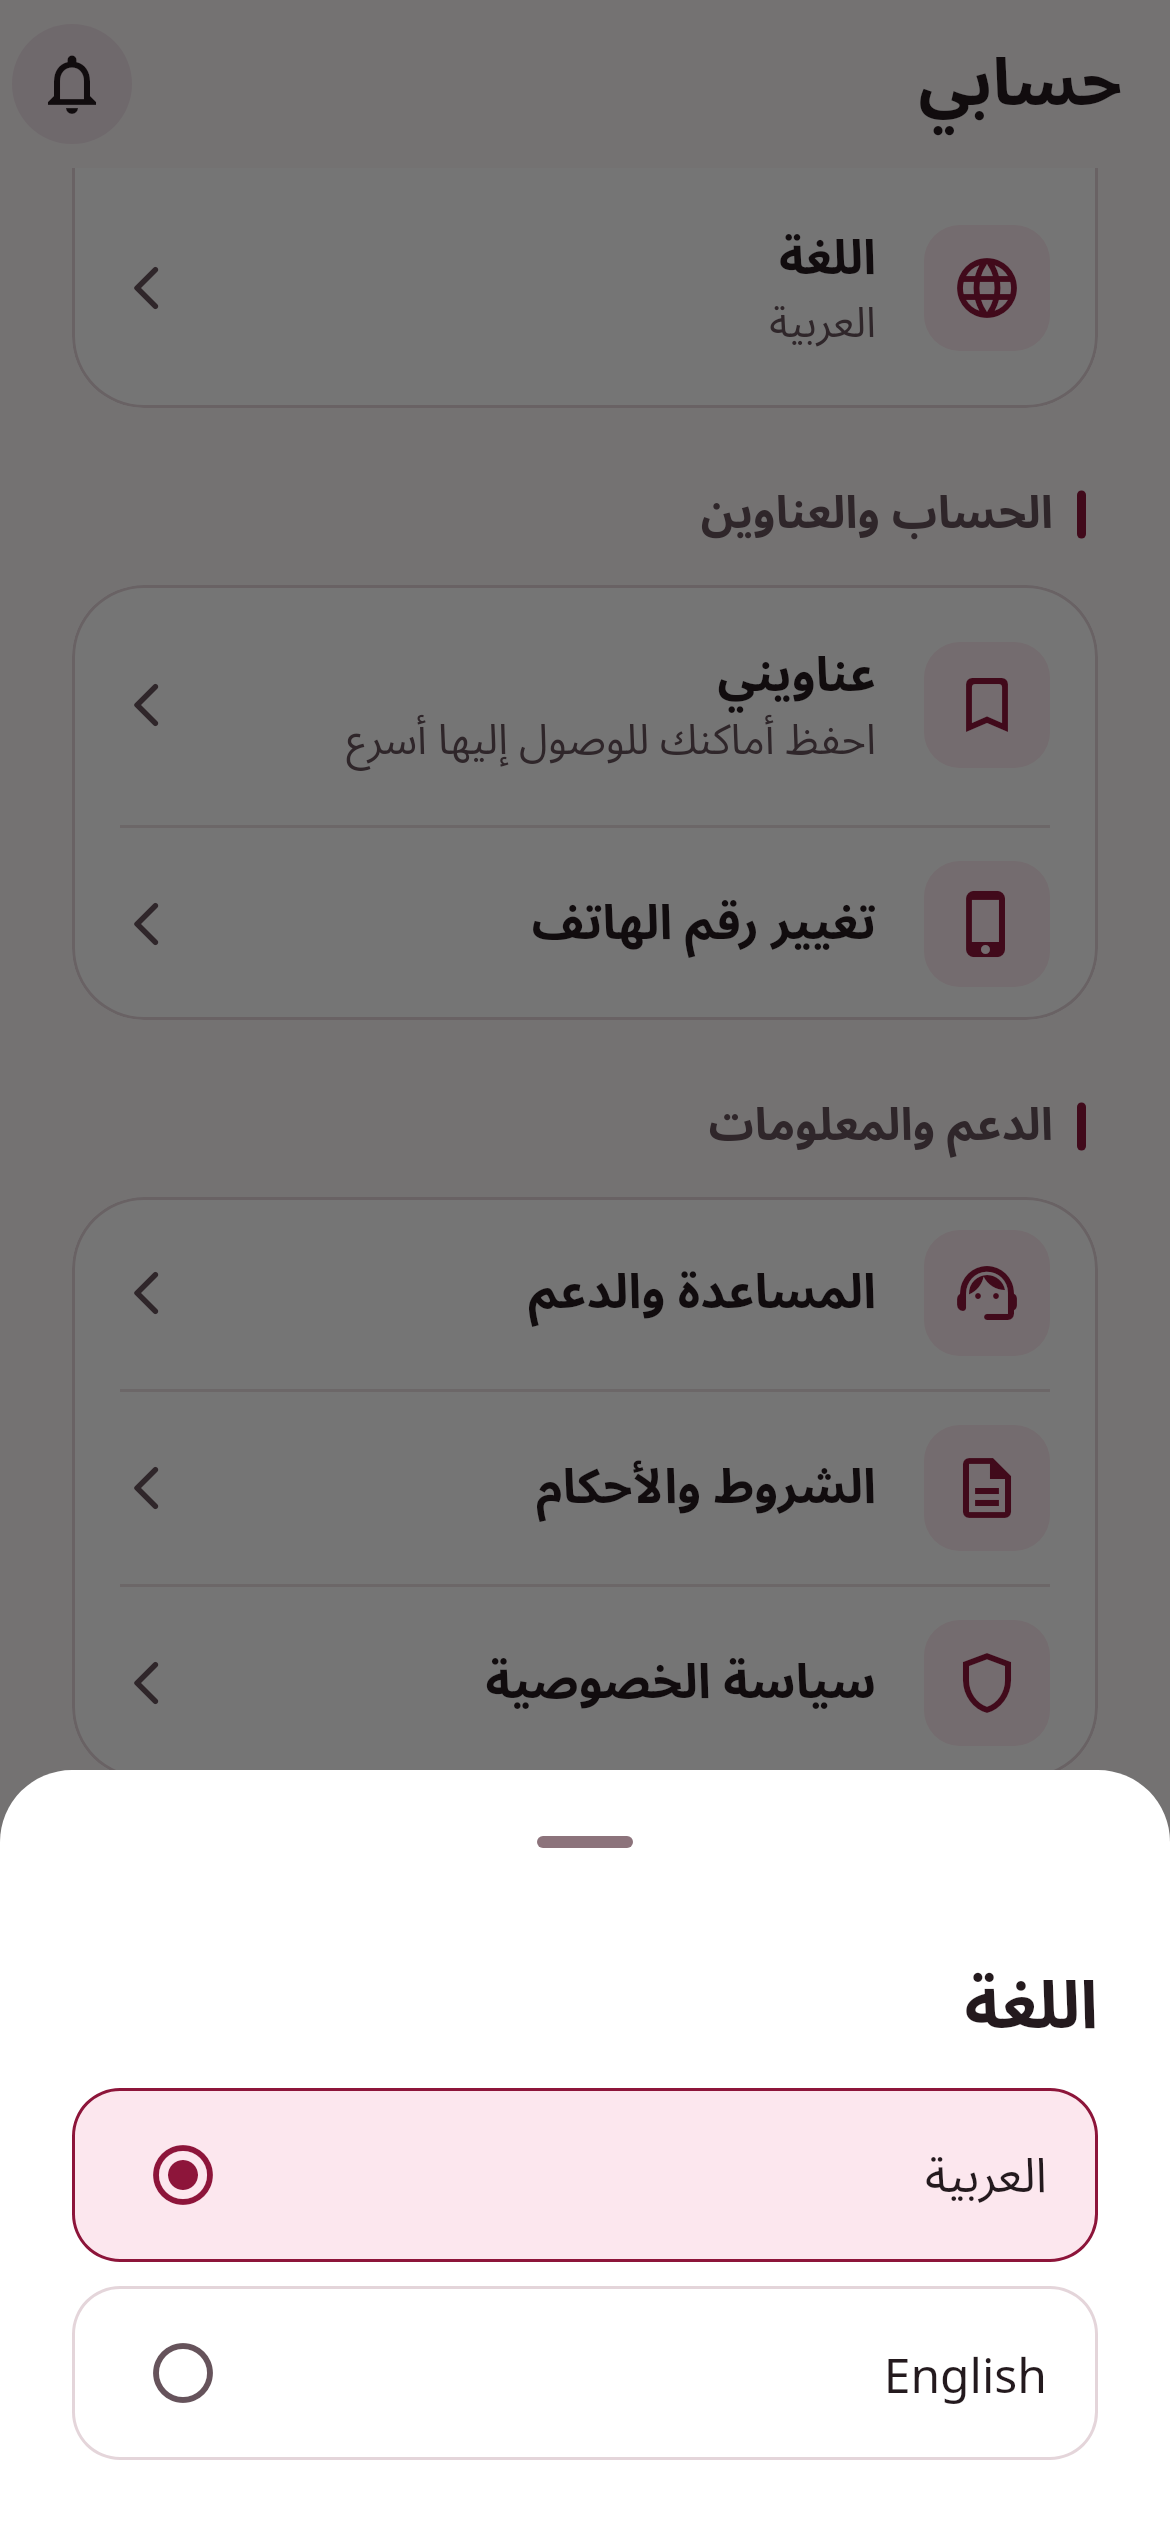 حسابي
اللغة
العربية
الحساب والعناوين
عناويني
احفظ أماكنك للوصول إليها أسرع
تغيير رقم الهاتف
الدعم والمعلومات
المساعدة والدعم
الشروط والأحكام
سياسة الخصوصية
اللغة
العربية
English